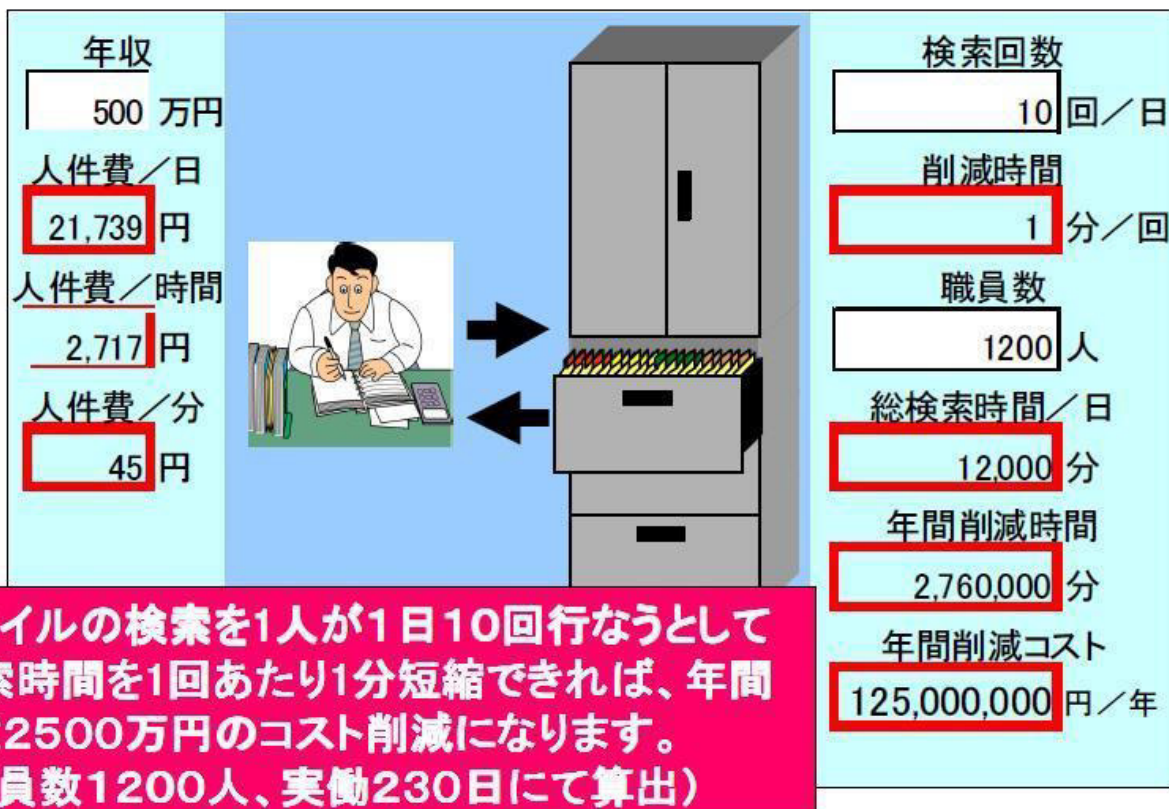 年収
500 万円
人件費／日
21,739 円
人件費／時間
2,717 円
人件費／分
45 円
検索回数
10 回／日
削減時間
1 分／回
職員数
1200 人
総検索時間／日
12,000 分
年間削減時間
2,760,000 分
年間削減コスト
125,000,000 円／年
イルの検索を1人が1日10回行なうとして
索時間を1回あたり1分短縮できれば、年間
2500万円のコスト削減になります。
員数1200人、実働230日にて算出）